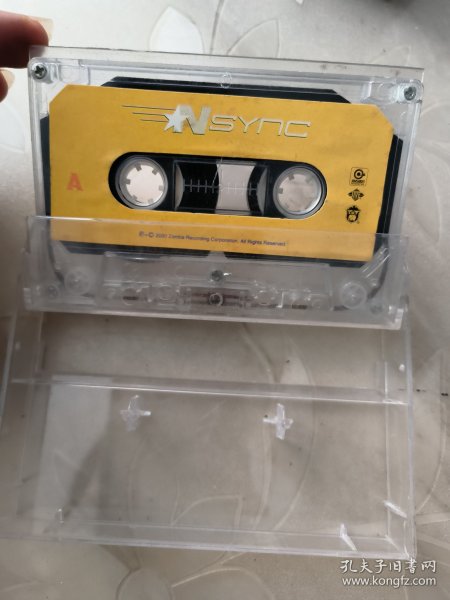 NSYNC
A
℗+© 2000 Zomba Recording Corporation. All Rights Reserved.
孔夫子旧书网
www.kongfz.com